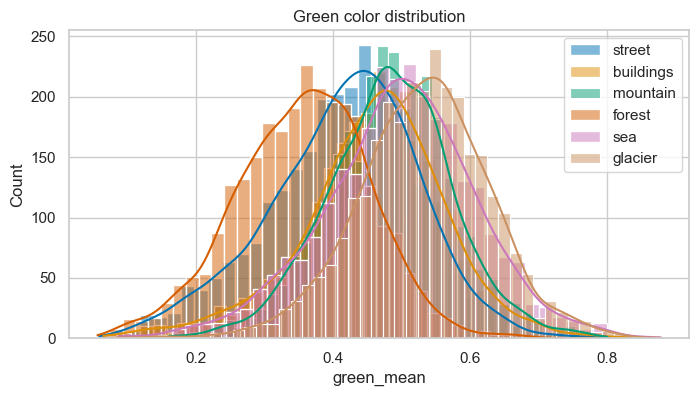 Green color distribution
250
200
150
100
50
0
Count
0.2
0.4
0.6
0.8
green_mean
street
buildings
mountain
forest
sea
glacier